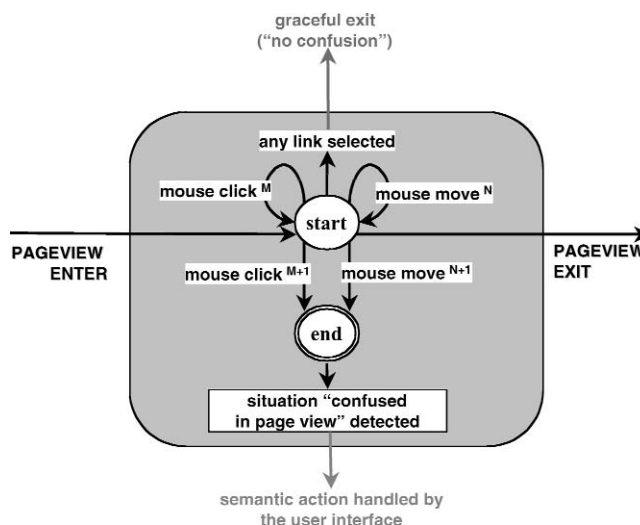 graceful exit
(“no confusion”)
any link selected
mouse click M
mouse move N
start
PAGEVIEW
ENTER
PAGEVIEW
EXIT
mouse click M+1
mouse move N+1
end
situation “confused
in page view” detected
semantic action handled by
the user interface